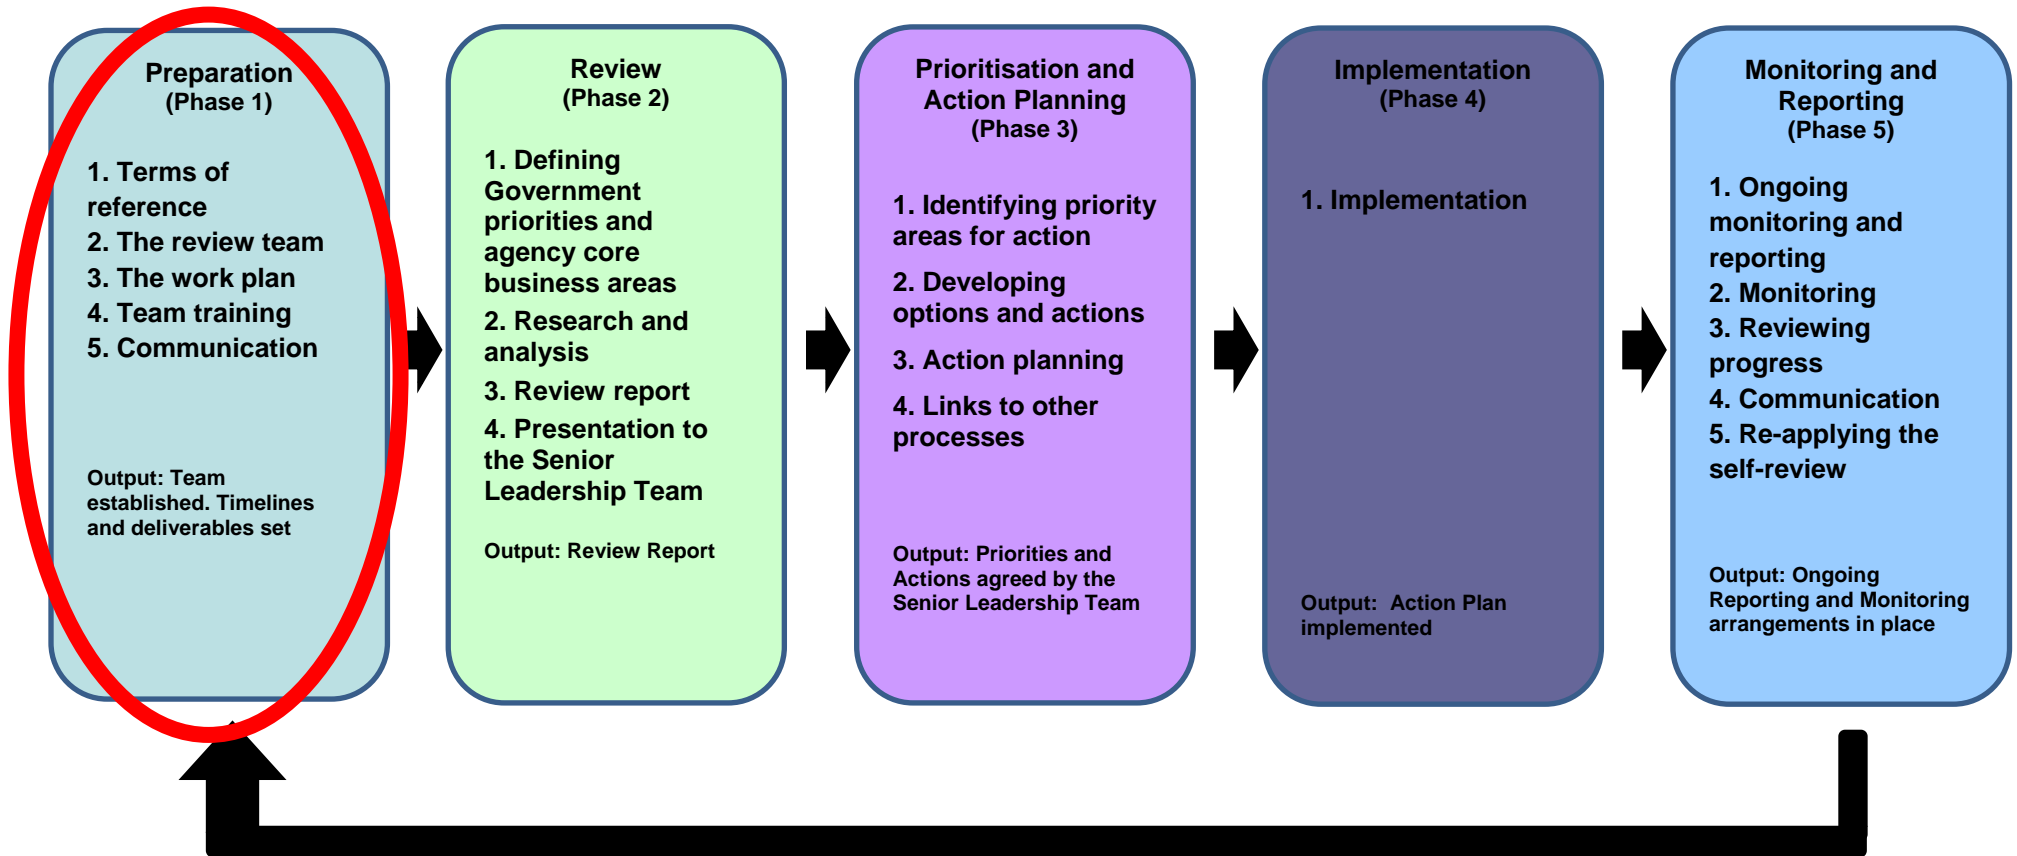 Preparation
(Phase 1)
1. Terms of
reference
2. The review team
3. The work plan
4. Team training
5. Communication
Output: Team
established. Timelines
and deliverables set
Review
(Phase 2)
1. Defining
Government
priorities and
agency core
business areas
2. Research and
analysis
3. Review report
4. Presentation to
the Senior
Leadership Team
Output: Review Report
Prioritisation and
Action Planning
(Phase 3)
1. Identifying priority
areas for action
2. Developing
options and actions
3. Action planning
4. Links to other
processes
Output: Priorities and
Actions agreed by the
Senior Leadership Team
Implementation
(Phase 4)
1. Implementation
Output:  Action Plan
implemented
Monitoring and
Reporting
(Phase 5)
1. Ongoing
monitoring and
reporting
2. Monitoring
3. Reviewing
progress
4. Communication
5. Re-applying the
self-review
Output: Ongoing
Reporting and Monitoring
arrangements in place